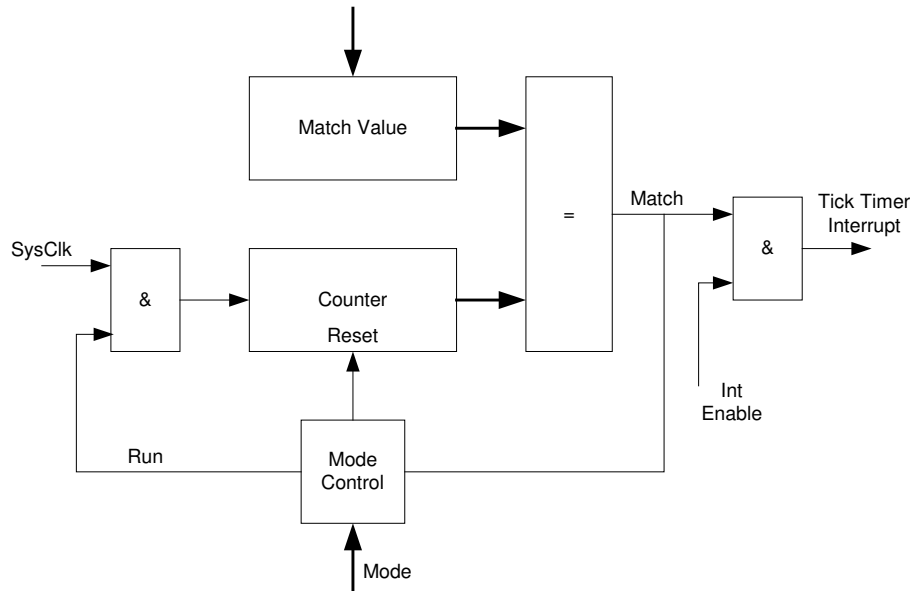 Match Value
=
Match
Tick Timer
Interrupt
&
SysClk
&
Counter
Reset
Int
Enable
Run
Mode
Control
Mode